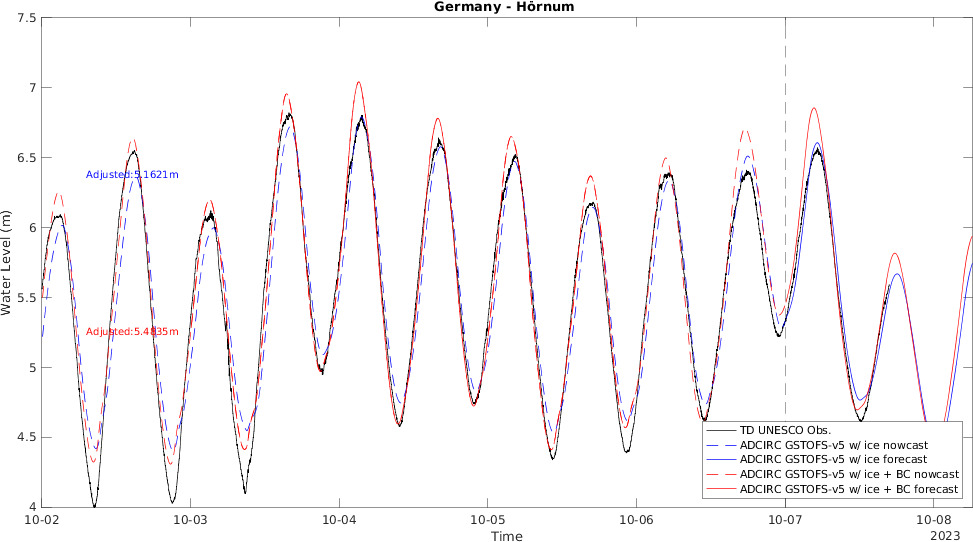 Germany - Hörnum
7.5
7
6.5
6
5.5
5
4.5
4
Water Level (m)
Adjusted:5.1621m
Adjusted:5.4835m
TD UNESCO Obs.
ADCIRC GSTOFS-v5 w/ ice nowcast
ADCIRC GSTOFS-v5 w/ ice forecast
ADCIRC GSTOFS-v5 w/ ice + BC nowcast
ADCIRC GSTOFS-v5 w/ ice + BC forecast
10-02 10-03 10-04 10-05 10-06 10-07 10-08
Time
2023